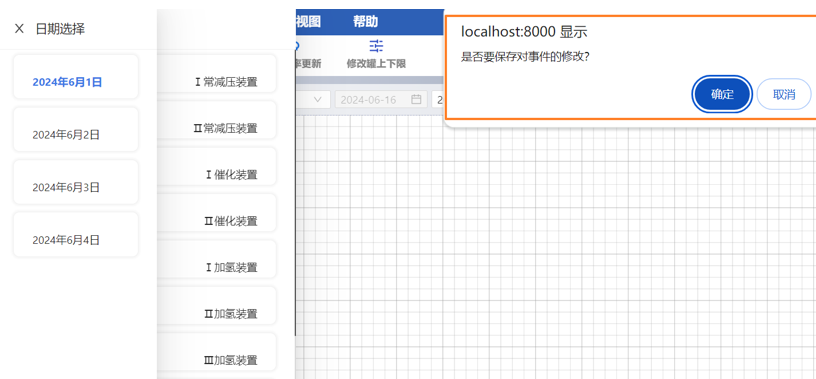 日期选择
2024年6月1日
2024年6月2日
2024年6月3日
2024年6月4日
Ⅰ常减压装置
Ⅱ常减压装置
Ⅰ催化装置
Ⅱ催化装置
Ⅰ加氢装置
Ⅱ加氢装置
Ⅲ加氢装置
视图 帮助
更新 修改罐上下限
2024-06-16 2
localhost:8000 显示
是否要保存对事件的修改?
确定 取消